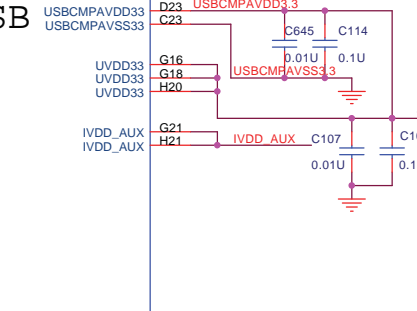 SB
USBCMPAVDD33 D23 USBCMPAVDD3.3
USBCMPAVSS33 C23
C645 C114
0.01U 0.1U
USBCMPAVSS3.3
UVDD33 G16
UVDD33 G18
UVDD33 H20
IVDD_AUX G21
IVDD_AUX H21
IVDD_AUX C107
0.01U